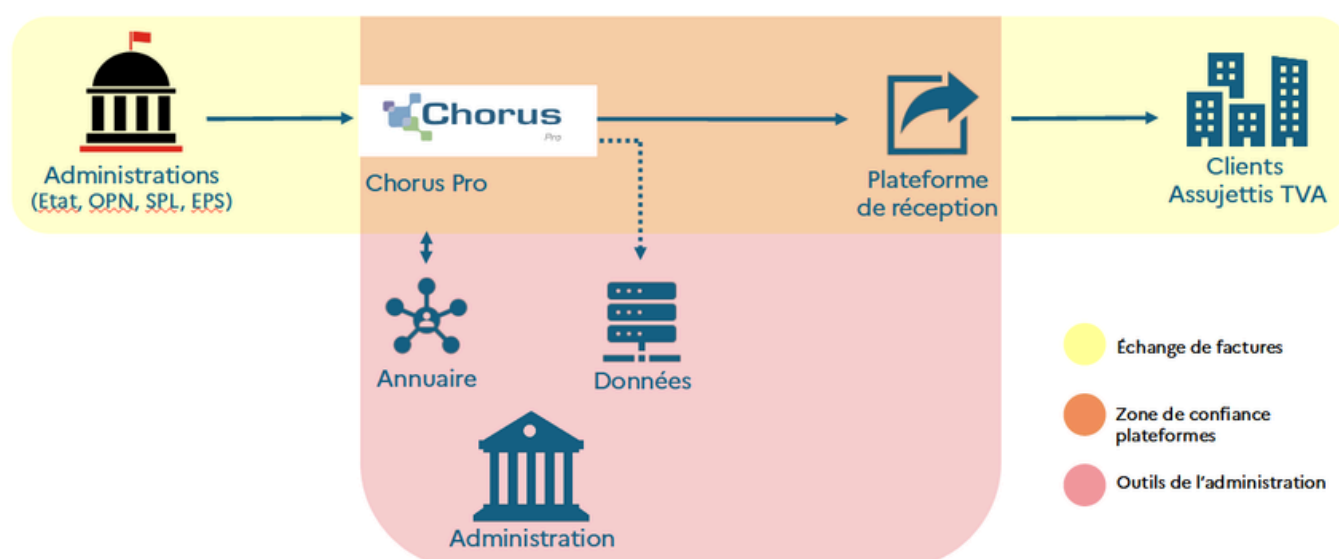 Administrations
(Etat, OPN, SPL, EPS)
Chorus
Pro
Chorus Pro
Plateforme
de réception
Clients
Assujettis TVA
Annuaire
Données
Administration
Échange de factures
Zone de confiance
plateformes
Outils de l'administration